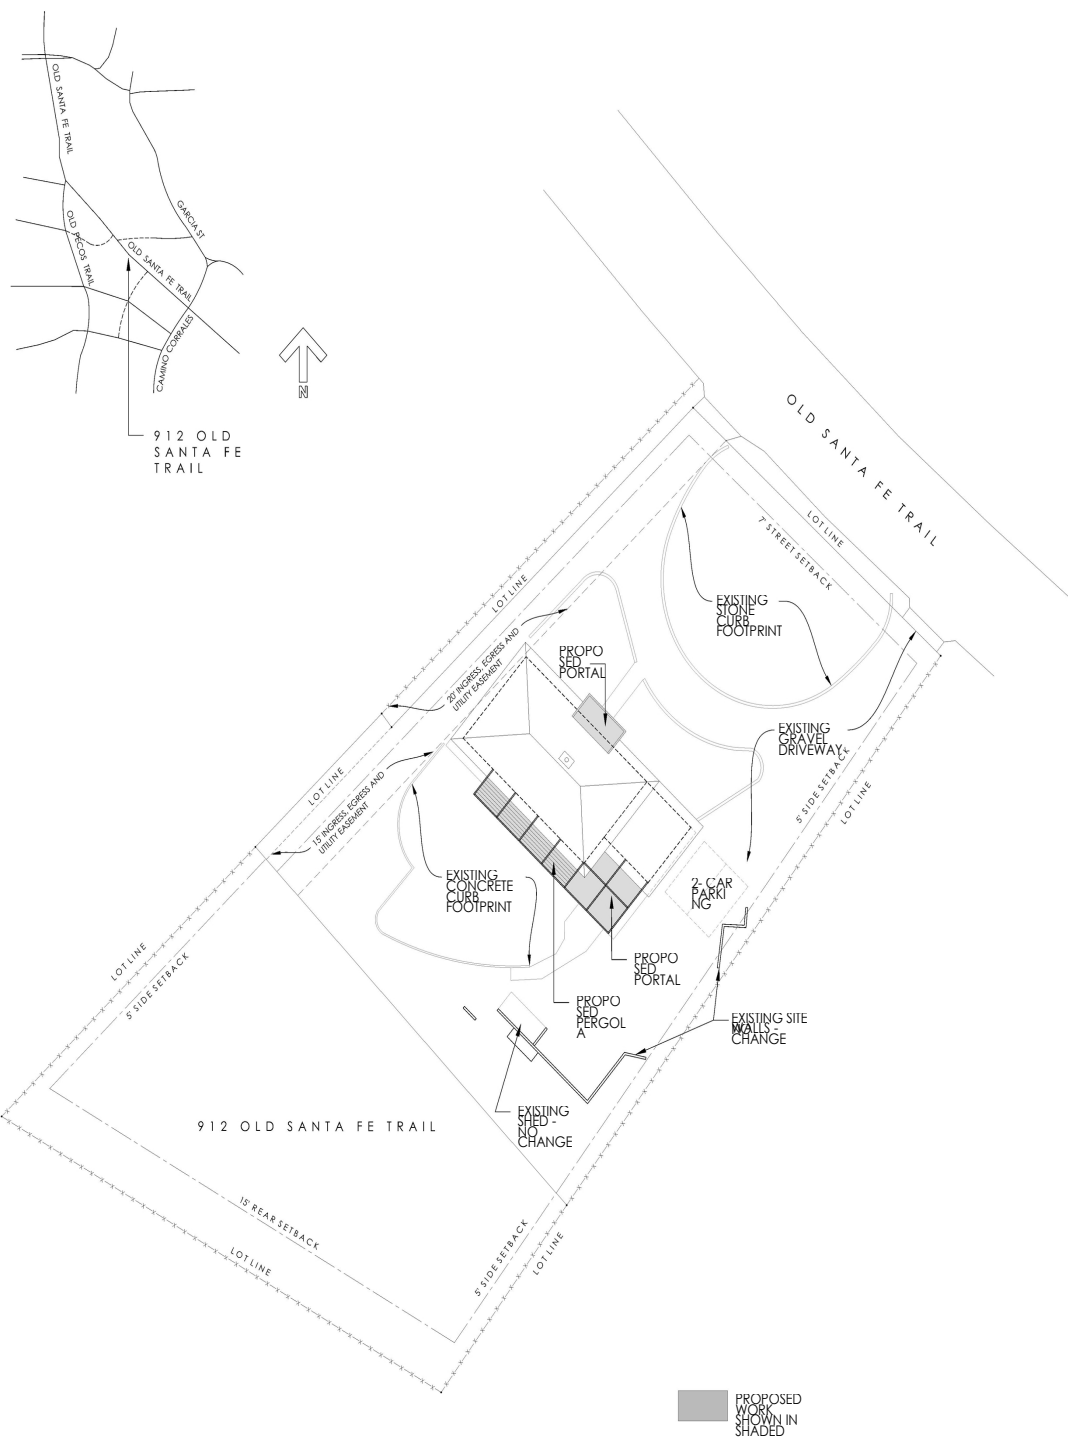 OLD SANTA FE TRAIL
GARCIA ST
OLD PECOS TRAIL
OLD SANTA FE TRAIL
CAMINO CORRALES
N
912 OLD
SANTA FE
TRAIL
OLD SANTA FE TRAIL
LOT LINE
7' STREET SETBACK
LOT LINE
EXISTING
STONE
CURB
FOOTPRINT
20' INGRESS, EGRESS AND
UTILITY EASEMENT
PROPO
SED
PORTAL
EXISTING
GRAVEL
DRIVEWAY
5' SIDE SETBACK
LOT LINE
LOT LINE
15' INGRESS, EGRESS AND
UTILITY EASEMENT
EXISTING
CONCRETE
CURB
FOOTPRINT
2- CAR
PARKI
NG
LOT LINE
5' SIDE SETBACK
PROPO
SED
PORTAL
PROPO
SED
PERGOL
A
EXISTING SITE
WALLS -
CHANGE
EXISTING
SHED -
NO
CHANGE
912 OLD SANTA FE TRAIL
15' REAR SETBACK
LOT LINE
5' SIDE SETBACK
LOT LINE
PROPOSED
WORK
SHOWN IN
SHADED